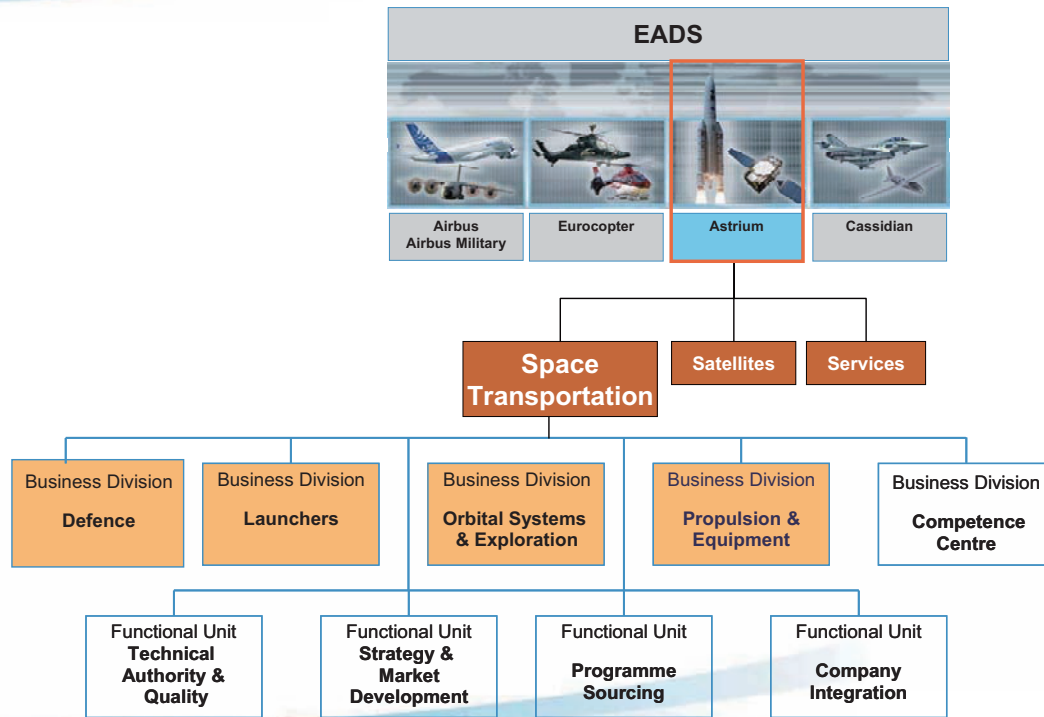 EADS
Airbus
Airbus Military
Eurocopter
Astrium
Cassidian
Space
Transportation
Satellites
Services
Business Division
Defence
Business Division
Launchers
Business Division
Orbital Systems
& Exploration
Business Division
Propulsion &
Equipment
Business Division
Competence
Centre
Functional Unit
Technical
Authority &
Quality
Functional Unit
Strategy &
Market
Development
Functional Unit
Programme
Sourcing
Functional Unit
Company
Integration